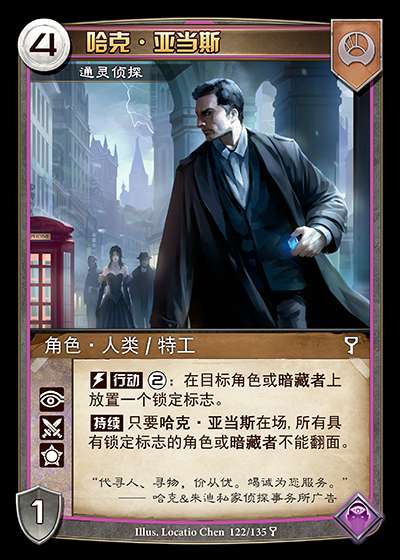 4
哈克·亚当斯
通灵侦探
角色·人类/特工
行动 2：在目标角色或暗藏者上
放置一个锁定标志。
持续 只要哈克·亚当斯在场,所有具
有锁定标志的角色或暗藏者不能翻面。
“代寻人、寻物，价从优。竭诚为您服务。”
—— 哈克&朱迪私家侦探事务所广告
1
Illus. Locatio Chen 122/135